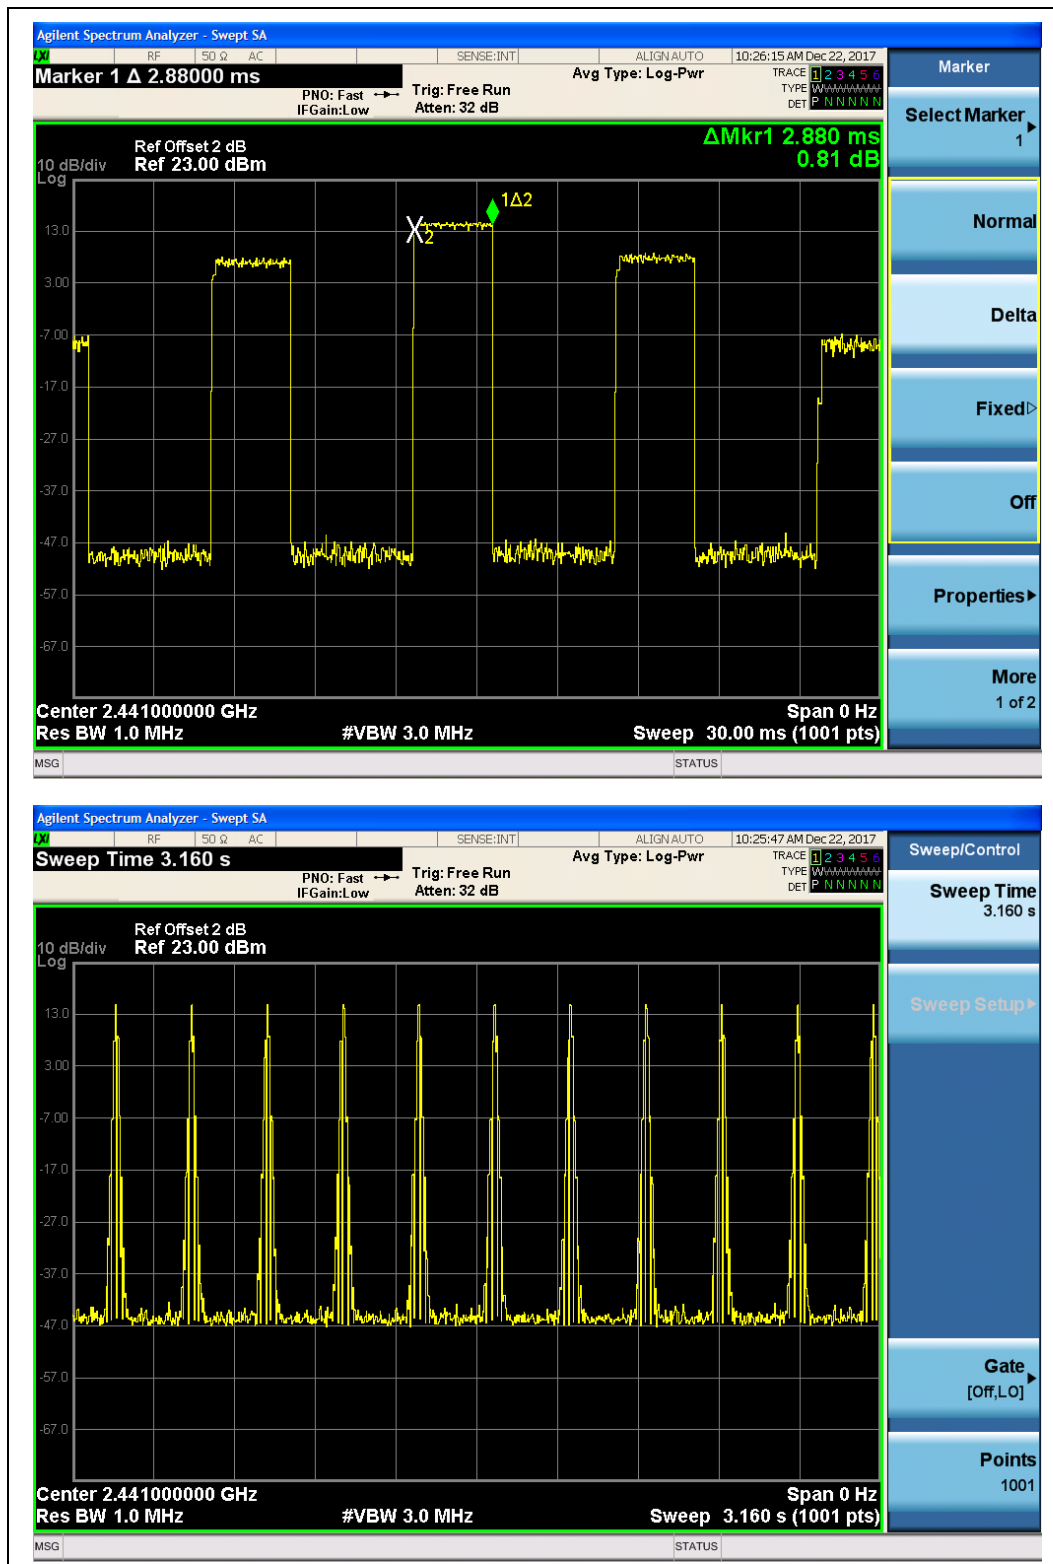 Agilent Spectrum Analyzer - Swept SA
LXI RF 50 Ω AC SENSE:INT ALIGN AUTO 10:26:15 AM Dec 22, 2017
Marker 1 Δ 2.88000 ms
PNO: Fast
IFGain:Low
Trig: Free Run
Atten: 32 dB
Avg Type: Log-Pwr
TRACE 1 2 3 4 5 6
TYPE
DET P N N N N N
ΔMkr1 2.880 ms
0.81 dB
Ref Offset 2 dB
10 dB/div Ref 23.00 dBm
Log
1Δ2
X2
13.0
3.00
-7.00
-17.0
-27.0
-37.0
-47.0
-57.0
-67.0
Center 2.441000000 GHz Span 0 Hz
Res BW 1.0 MHz #VBW 3.0 MHz Sweep 30.00 ms (1001 pts)
MSG STATUS
Marker
Select Marker
1
Normal
Delta
Fixed
Off
Properties
More
1 of 2
Agilent Spectrum Analyzer - Swept SA
LXI RF 50 Ω AC SENSE:INT ALIGN AUTO 10:25:47 AM Dec 22, 2017
Sweep Time 3.160 s
PNO: Fast
IFGain:Low
Trig: Free Run
Atten: 32 dB
Avg Type: Log-Pwr
TRACE 1 2 3 4 5 6
TYPE
DET P N N N N N
Ref Offset 2 dB
10 dB/div Ref 23.00 dBm
Log
13.0
3.00
-7.00
-17.0
-27.0
-37.0
-47.0
-57.0
-67.0
Center 2.441000000 GHz Span 0 Hz
Res BW 1.0 MHz #VBW 3.0 MHz Sweep 3.160 s (1001 pts)
MSG STATUS
Sweep/Control
Sweep Time
3.160 s
Sweep Setup
Gate
[Off,LO]
Points
1001